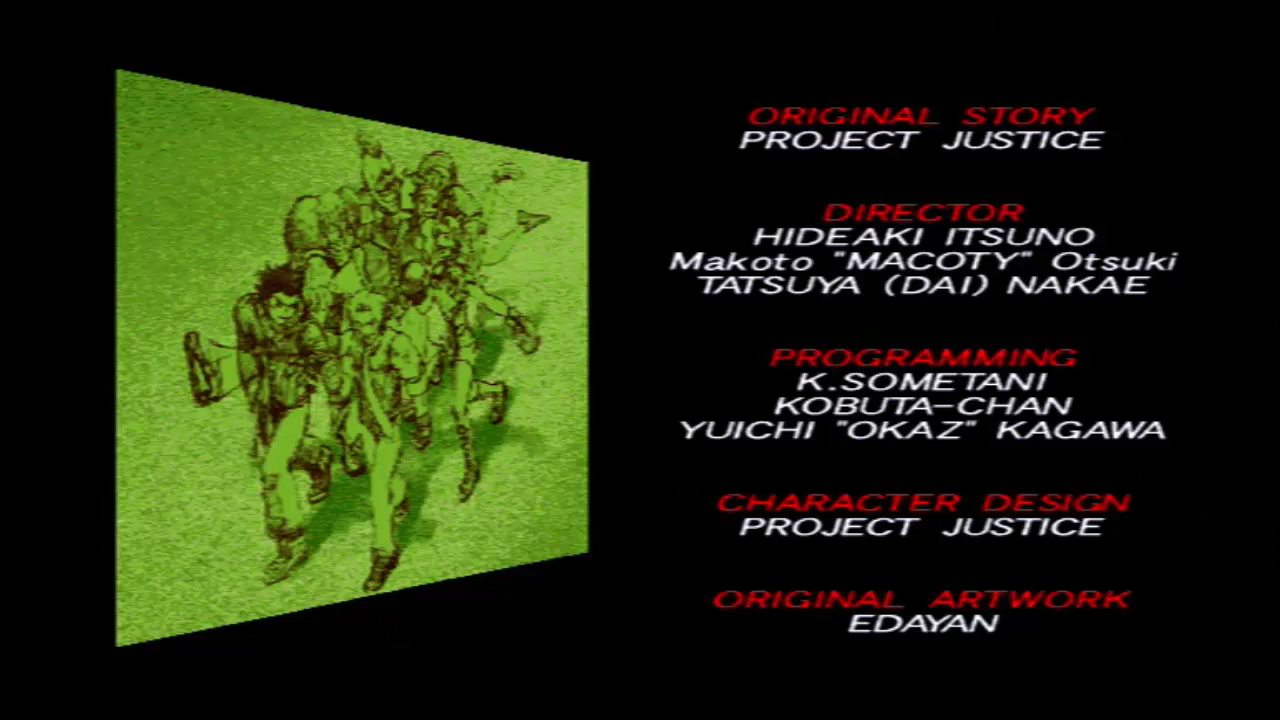 ORIGINAL STORY
PROJECT JUSTICE
DIRECTOR
HIDEAKI ITSUNO
Makoto "MACOTY" Otsuki
TATSUYA (DAI) NAKAE
PROGRAMMING
K.SOMETANI
KOBUTA-CHAN
YUICHI "OKAZ" KAGAWA
CHARACTER DESIGN
PROJECT JUSTICE
ORIGINAL ARTWORK
EDAYAN